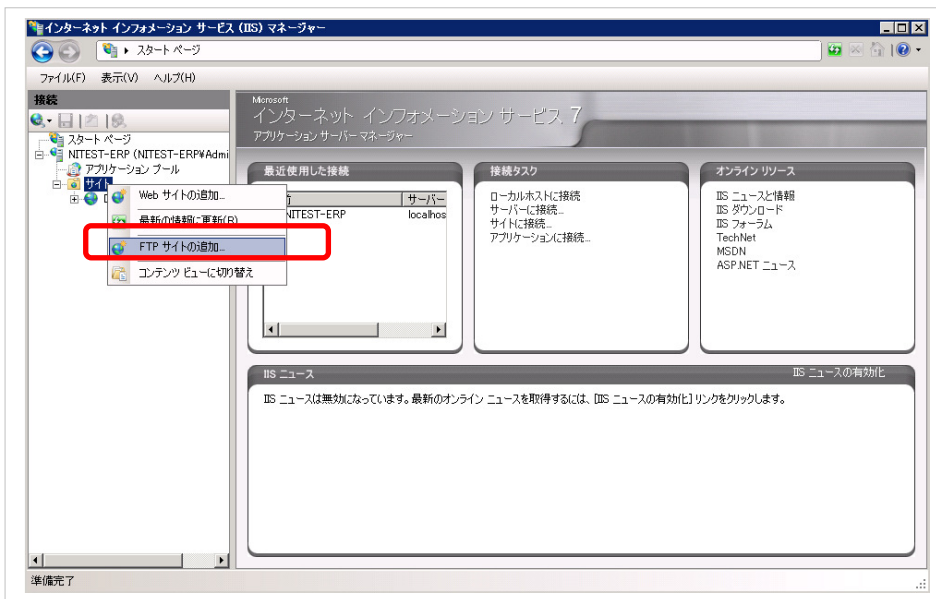 インターネット インフォメーション サービス (IIS) マネージャー
スタート ページ
ファイル(F) 表示(V) ヘルプ(H)
接続
スタート ページ
NITEST-ERP (NITEST-ERP¥Admi
アプリケーション プール
サイト
Web サイトの追加...
最新の情報に更新(R)
FTP サイトの追加...
コンテンツ ビューに切り替え
Microsoft
インターネット インフォメーション サービス 7
アプリケーション サーバー マネージャー
最近使用した接続
サーバー
NITEST-ERP localhos
接続タスク
ローカルホストに接続
サーバーに接続...
サイトに接続...
アプリケーションに接続...
オンライン リソース
IIS ニュースと情報
IIS ダウンロード
IIS フォーラム
TechNet
MSDN
ASP.NET ニュース
IIS ニュース IIS ニュースの有効化
IIS ニュースは無効になっています。最新のオンライン ニュースを取得するには、[IIS ニュースの有効化] リンクをクリックします。
準備完了